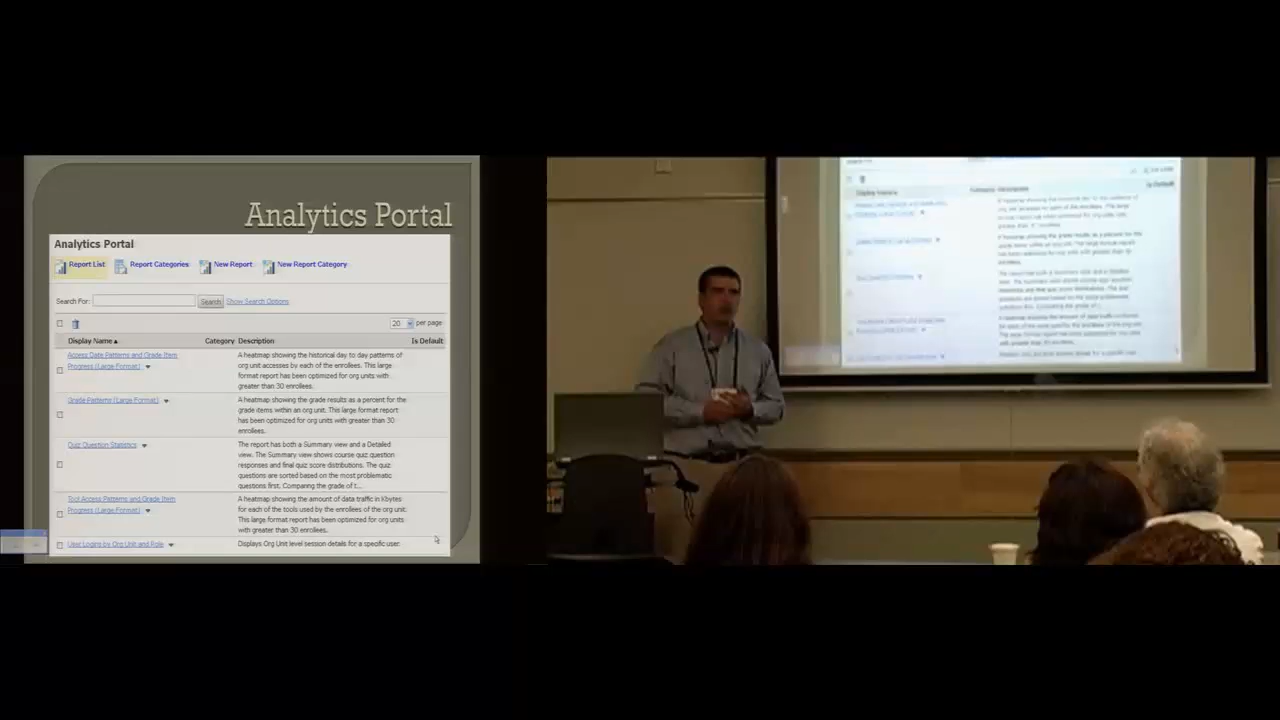 Analytics Portal
Analytics Portal
Report List Report Categories New Report New Report Category
Search For: Search Show Search Options
20 per page
Display Name ▲ Category Description Is Default
Access Date Patterns and Grade Item A heatmap showing the historical day to day patterns of
Progress (Large Format) org unit accesses by each of the enrollees. This large
format report has been optimized for org units with
greater than 30 enrollees.
Grade Patterns (Large Format) A heatmap showing the grade results as a percent for the
grade items within an org unit. This large format report
has been optimized for org units with greater than 30
enrollees.
Quiz Question Statistics The report has both a Summary view and a Detailed
view. The Summary view shows course quiz question
responses and final quiz score distributions. The quiz
questions are sorted based on the most problematic
questions first. Comparing the grade of t...
Tool Access Patterns and Grade Item A heatmap showing the amount of data traffic in Kbytes
Progress (Large Format) for each of the tools used by the enrollees of the org unit.
This large format report has been optimized for org units
with greater than 30 enrollees.
User Logins by Org Unit and Role Displays Org Unit level session details for a specific user.